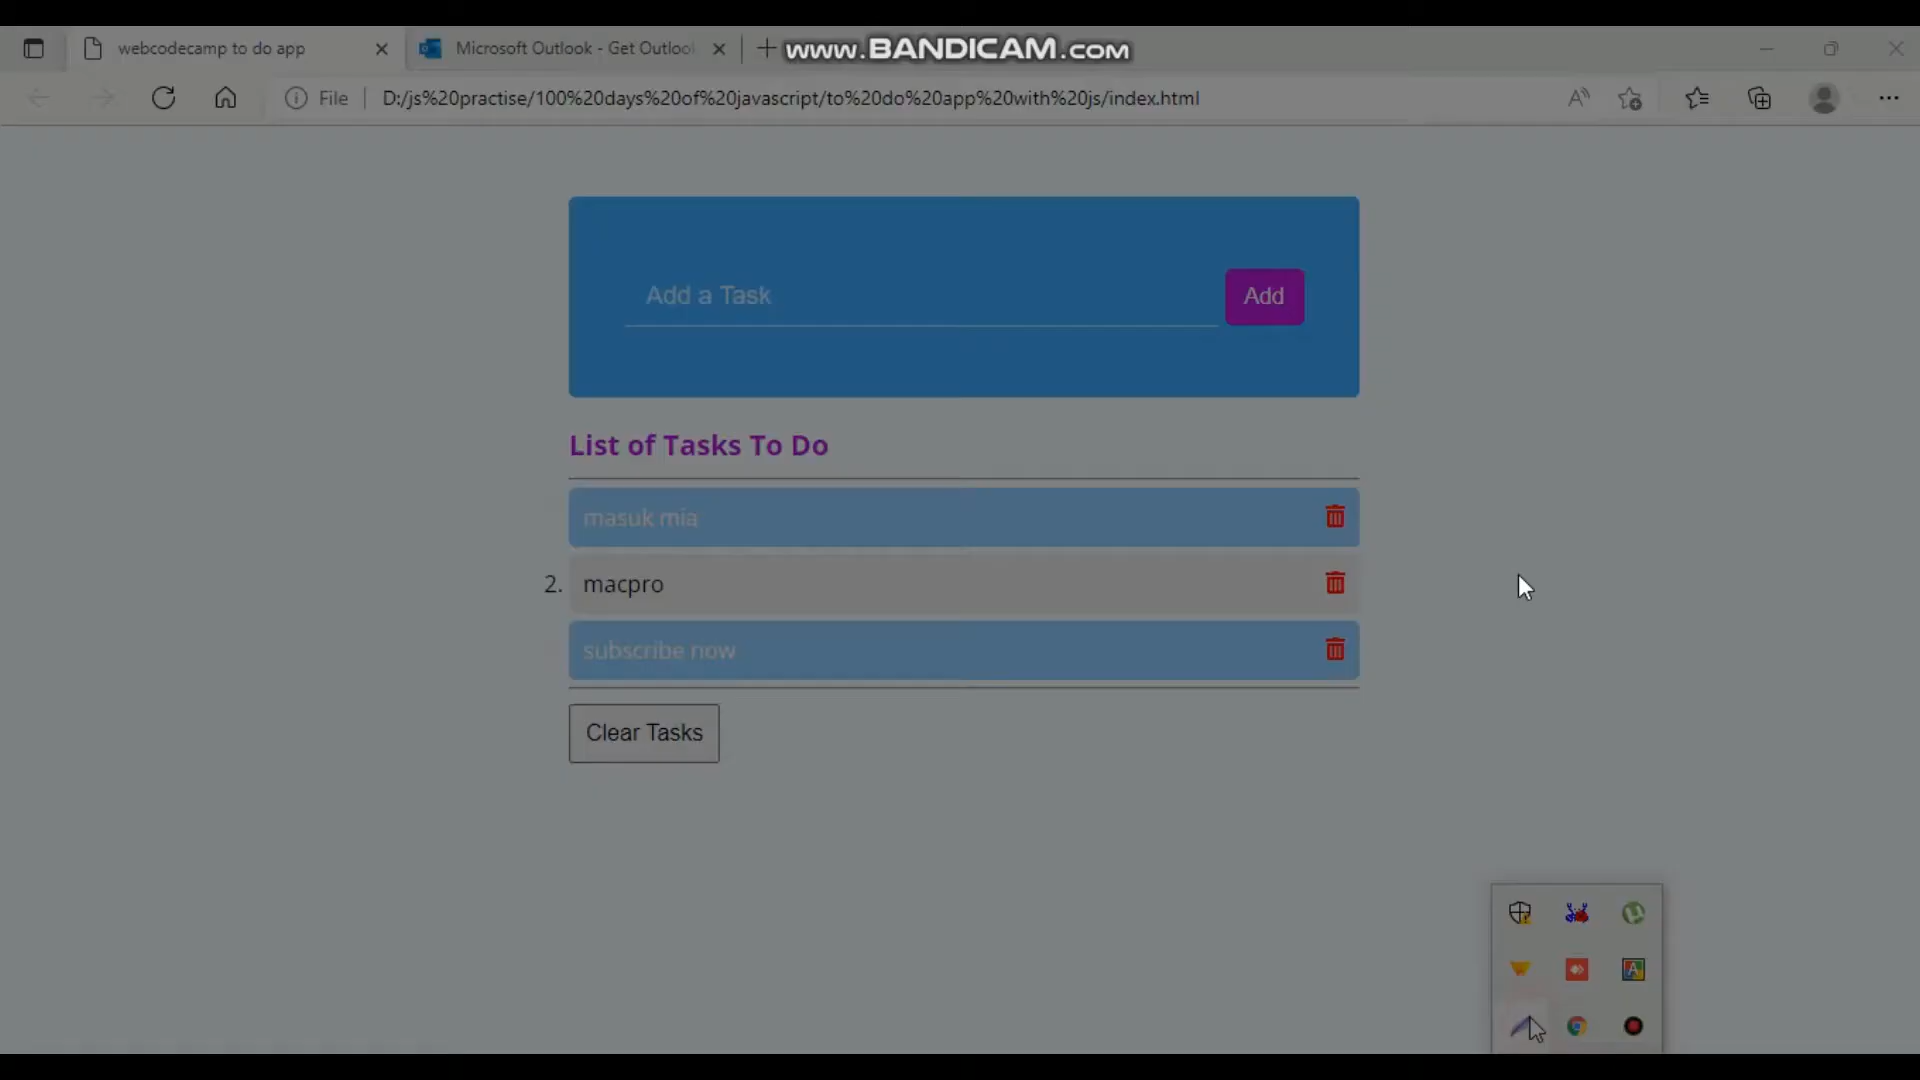 webcodecamp to do app
Microsoft Outlook - Get Outloo
www.BANDICAM.com
File
D:/js%20practise/100%20days%20of%20javascript/to%20do%20app%20with%20js/index.html
Add a Task
Add
List of Tasks To Do
masuk mia
2. macpro
subscribe now
Clear Tasks